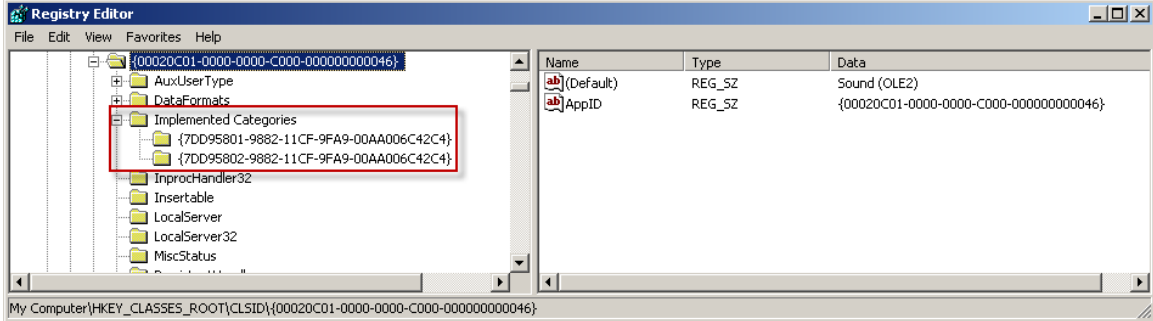 Registry Editor
File Edit View Favorites Help
{00020C01-0000-0000-C000-000000000046}
AuxUserType
DataFormats
Implemented Categories
{7DD95801-9882-11CF-9FA9-00AA006C42C4}
{7DD95802-9882-11CF-9FA9-00AA006C42C4}
InprocHandler32
Insertable
LocalServer
LocalServer32
MiscStatus
Name Type Data
ab (Default) REG_SZ Sound (OLE2)
ab AppID REG_SZ {00020C01-0000-0000-C000-000000000046}
My Computer\HKEY_CLASSES_ROOT\CLSID\{00020C01-0000-0000-C000-000000000046}